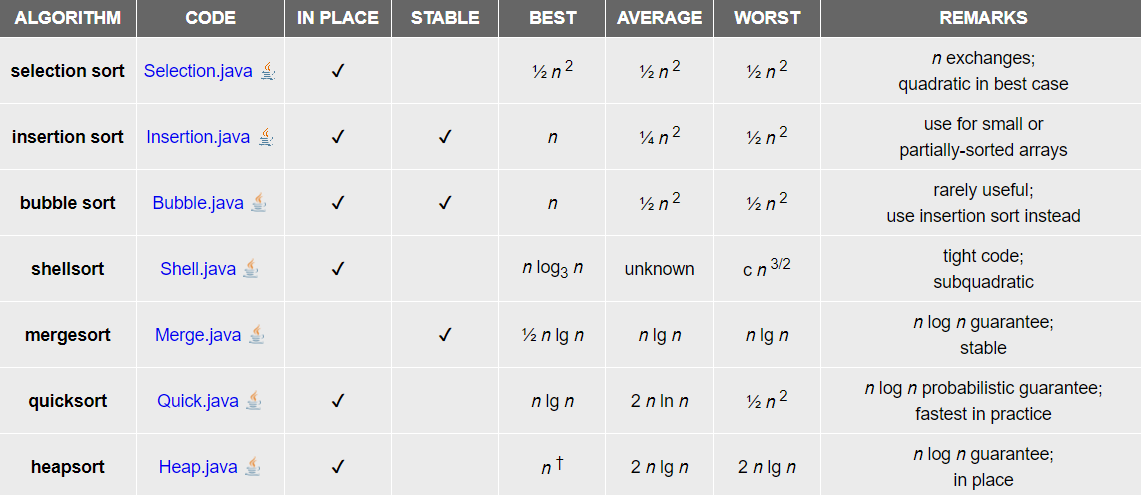 ALGORITHM CODE IN PLACE STABLE BEST AVERAGE WORST REMARKS
selection sort Selection.java ✓ ½ n 2 ½ n 2 ½ n 2 n exchanges;
quadratic in best case
insertion sort Insertion.java ✓ ✓ n ¼ n 2 ½ n 2 use for small or
partially-sorted arrays
bubble sort Bubble.java ✓ ✓ n ½ n 2 ½ n 2 rarely useful;
use insertion sort instead
shellsort Shell.java ✓ n log3 n unknown c n 3/2 tight code;
subquadratic
mergesort Merge.java ✓ ½ n lg n n lg n n lg n n log n guarantee;
stable
quicksort Quick.java ✓ n lg n 2 n ln n ½ n 2 n log n probabilistic guarantee;
fastest in practice
heapsort Heap.java ✓ n † 2 n lg n 2 n lg n n log n guarantee;
in place